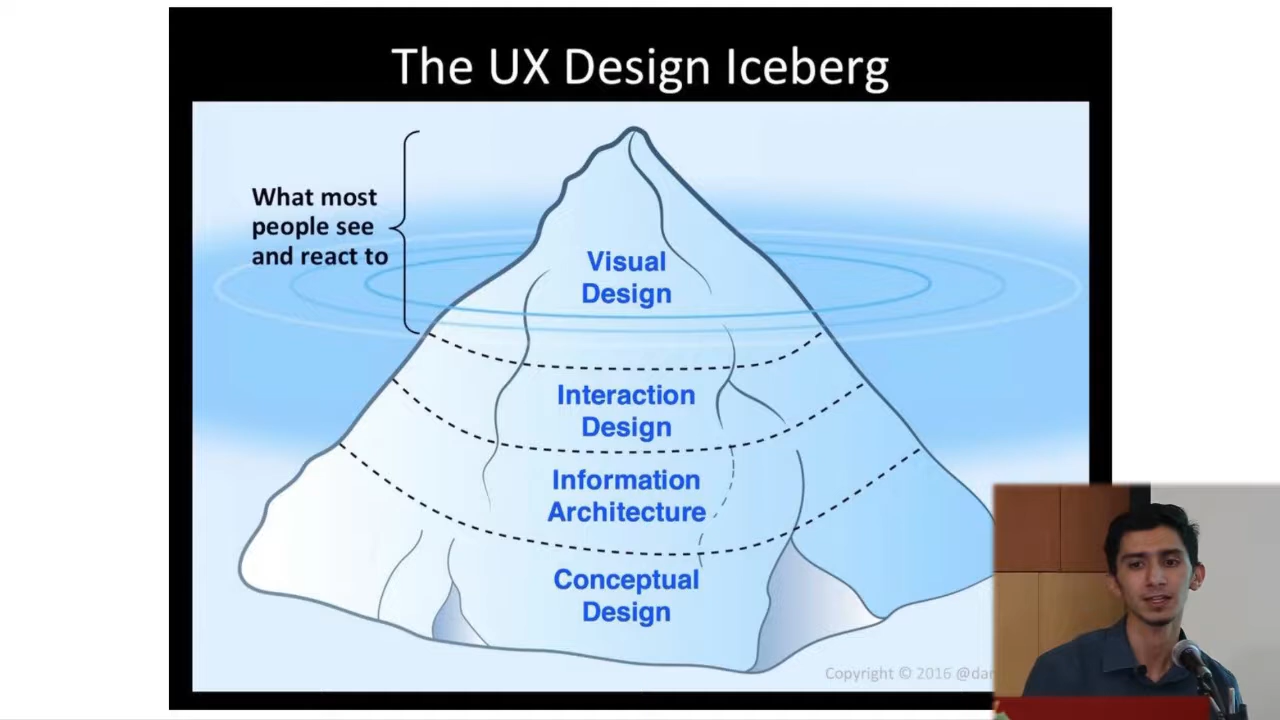 The UX Design Iceberg
What most
people see
and react to
Visual
Design
Interaction
Design
Information
Architecture
Conceptual
Design
Copyright © 2016